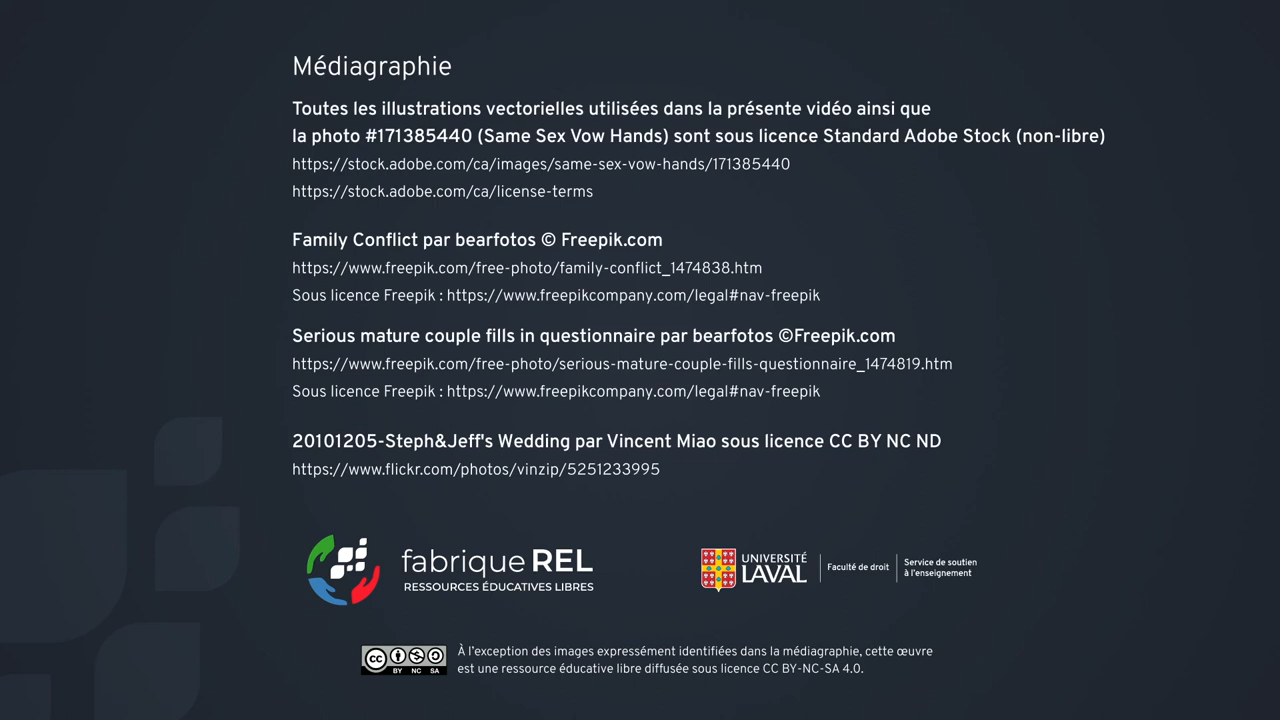 Médiagraphie
Toutes les illustrations vectorielles utilisées dans la présente vidéo ainsi que
la photo #171385440 (Same Sex Vow Hands) sont sous licence Standard Adobe Stock (non-libre)
https://stock.adobe.com/ca/images/same-sex-vow-hands/171385440
https://stock.adobe.com/ca/license-terms
Family Conflict par bearfotos © Freepik.com
https://www.freepik.com/free-photo/family-conflict_1474838.htm
Sous licence Freepik : https://www.freepikcompany.com/legal#nav-freepik
Serious mature couple fills in questionnaire par bearfotos ©Freepik.com
https://www.freepik.com/free-photo/serious-mature-couple-fills-questionnaire_1474819.htm
Sous licence Freepik : https://www.freepikcompany.com/legal#nav-freepik
20101205-Steph&Jeff's Wedding par Vincent Miao sous licence CC BY NC ND
https://www.flickr.com/photos/vinzip/5251233995
fabrique REL
RESSOURCES ÉDUCATIVES LIBRES
UNIVERSITÉ
LAVAL
Faculté de droit
Service de soutien
à l'enseignement
cc
BY NC SA
À l'exception des images expressément identifiées dans la médiagraphie, cette œuvre
est une ressource éducative libre diffusée sous licence CC BY-NC-SA 4.0.